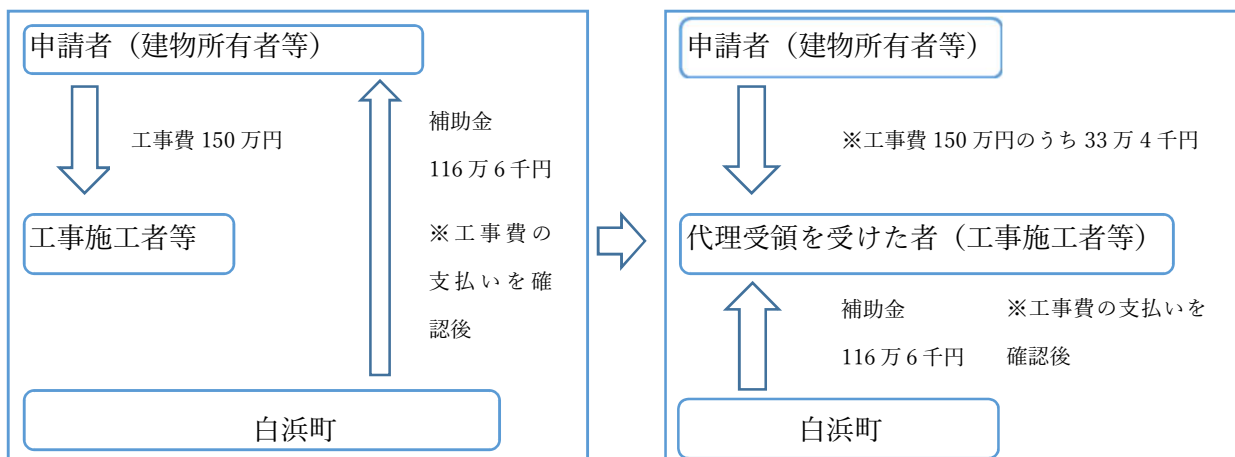 申請者（建物所有者等）
工事費 150 万円
補助金
116 万 6 千円
※工事費の
支払いを確
認後
工事施工者等
白浜町
申請者（建物所有者等）
※工事費 150 万円のうち 33 万 4 千円
代理受領を受けた者（工事施工者等）
補助金
116 万 6 千円
※工事費の支払いを
確認後
白浜町